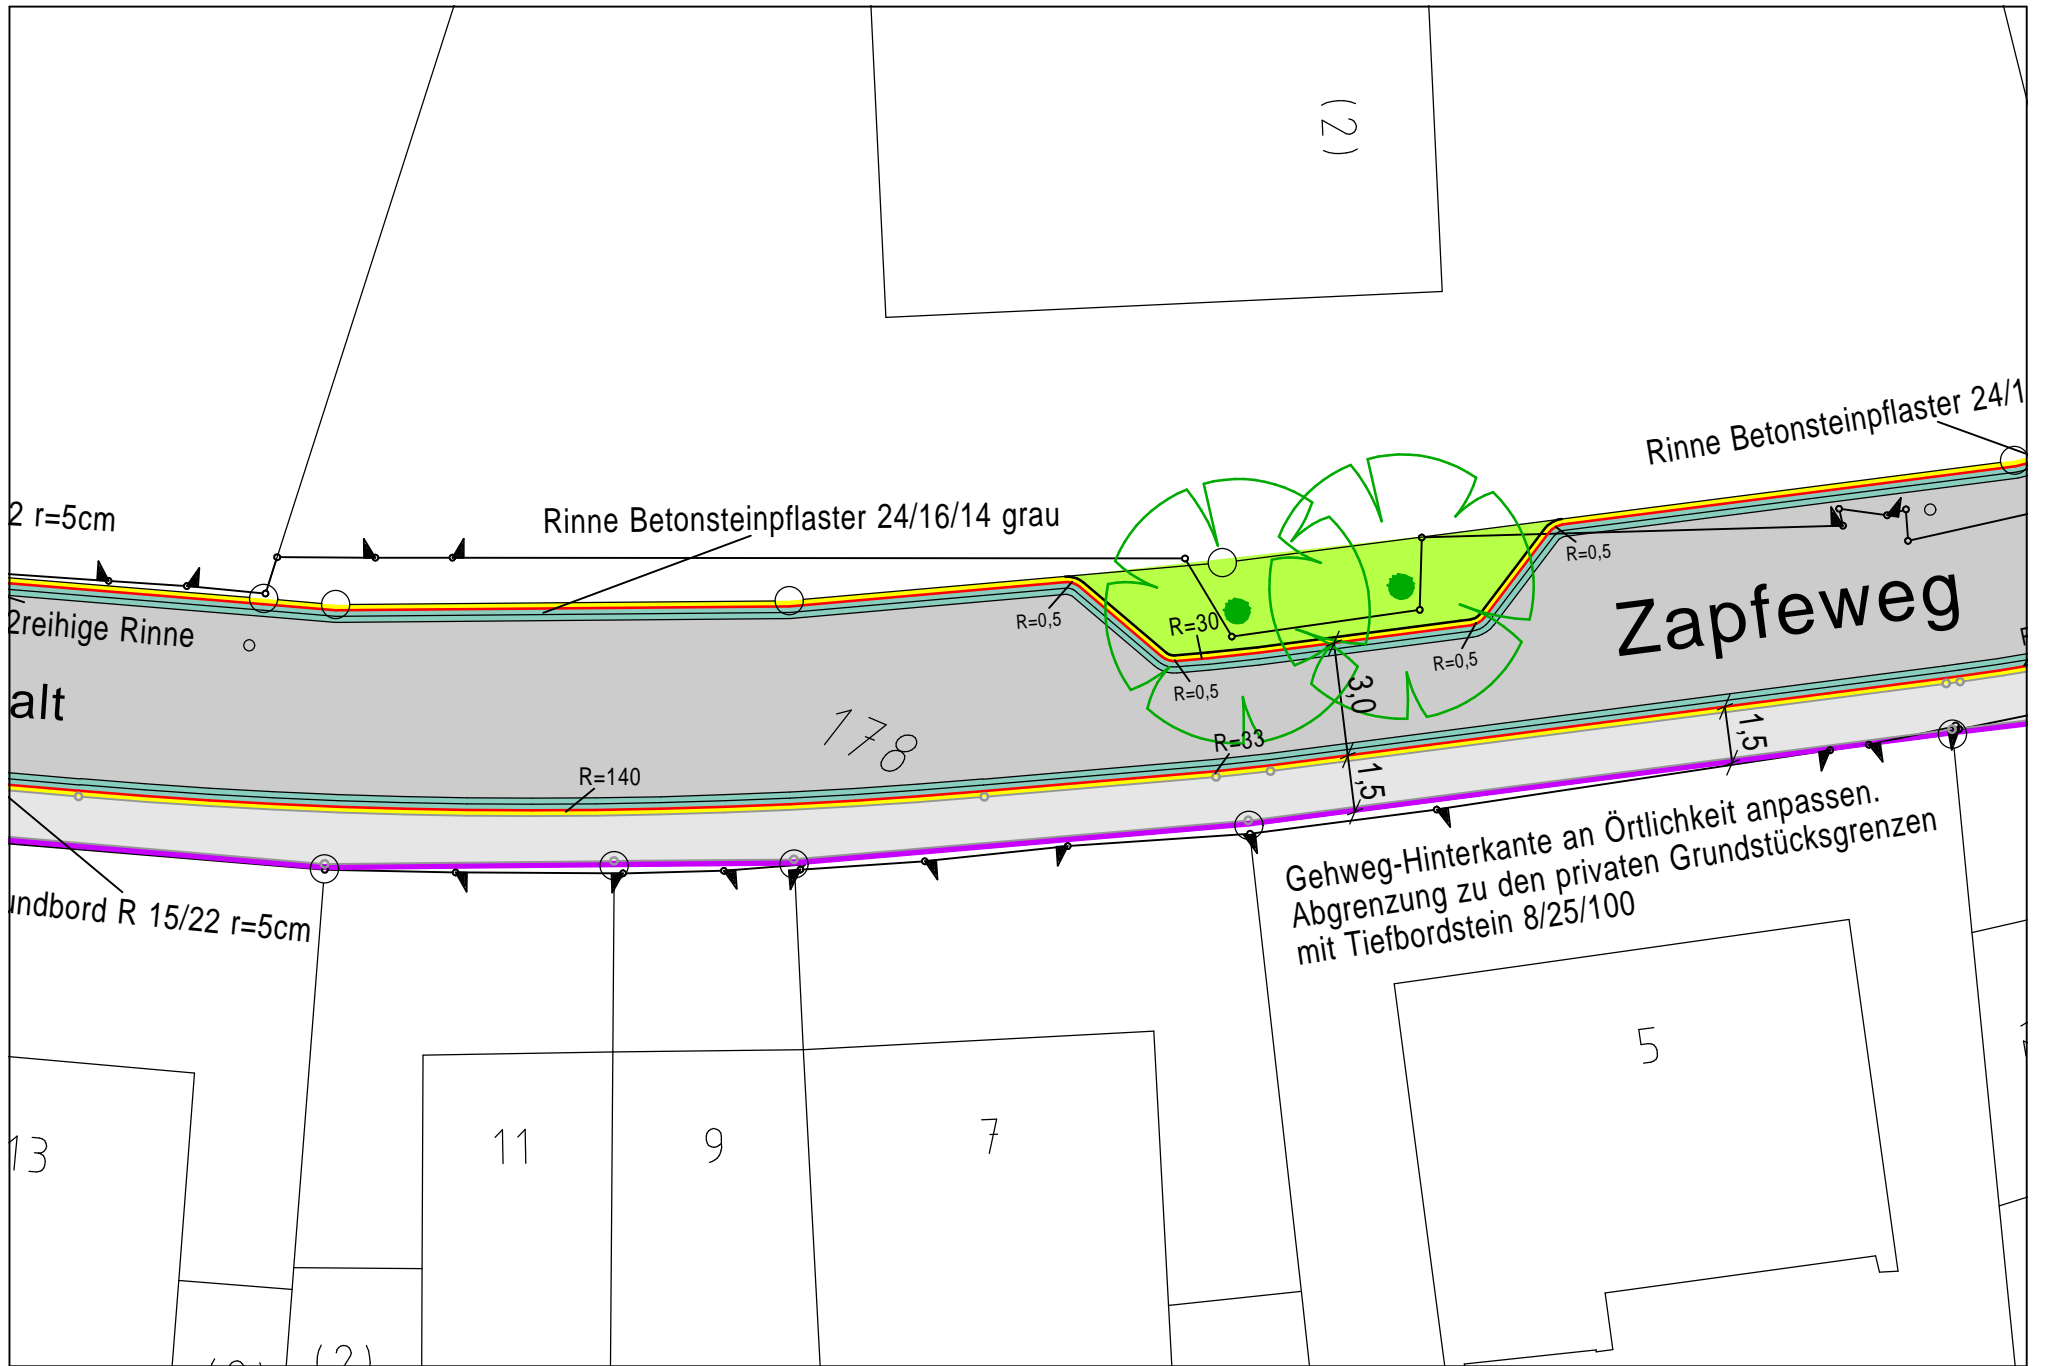 (2)
Rinne Betonsteinpflaster 24/1
2 r=5cm
Rinne Betonsteinpflaster 24/16/14 grau
R=0,5
2reihige Rinne
R=0,5
R=30
Zapfeweg
R=0,5
R=0,5
alt
3,0
178
R=33
1,5
R=140
1,5
Gehweg-Hinterkante an Örtlichkeit anpassen.
Abgrenzung zu den privaten Grundstücksgrenzen
mit Tiefbordstein 8/25/100
undbord R 15/22 r=5cm
5
13
11
9
7
(2)